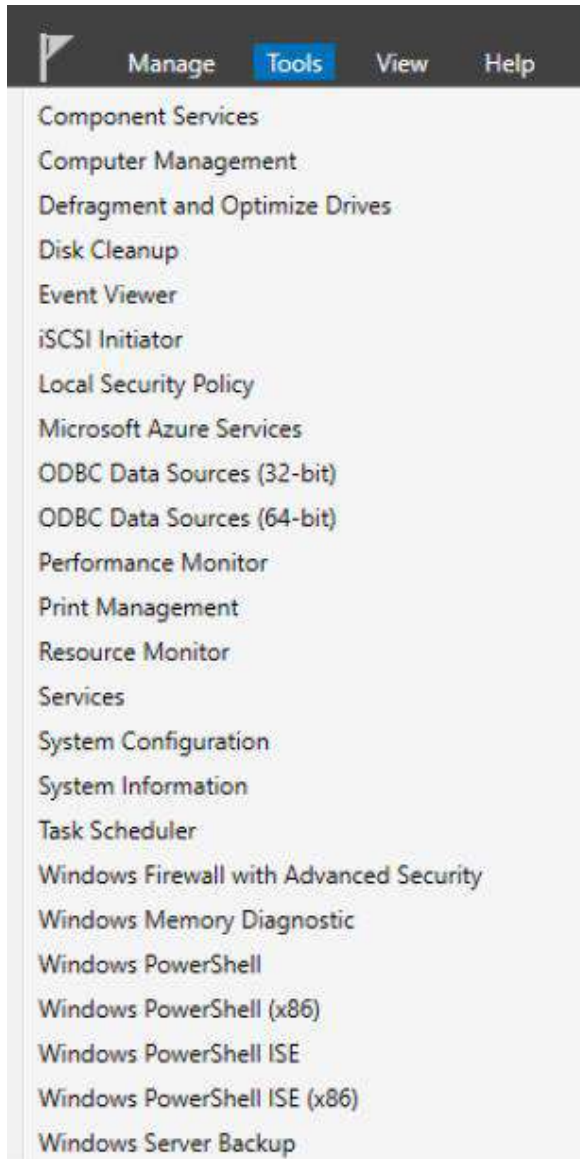 Manage Tools View Help
Component Services
Computer Management
Defragment and Optimize Drives
Disk Cleanup
Event Viewer
iSCSI Initiator
Local Security Policy
Microsoft Azure Services
ODBC Data Sources (32-bit)
ODBC Data Sources (64-bit)
Performance Monitor
Print Management
Resource Monitor
Services
System Configuration
System Information
Task Scheduler
Windows Firewall with Advanced Security
Windows Memory Diagnostic
Windows PowerShell
Windows PowerShell (x86)
Windows PowerShell ISE
Windows PowerShell ISE (x86)
Windows Server Backup